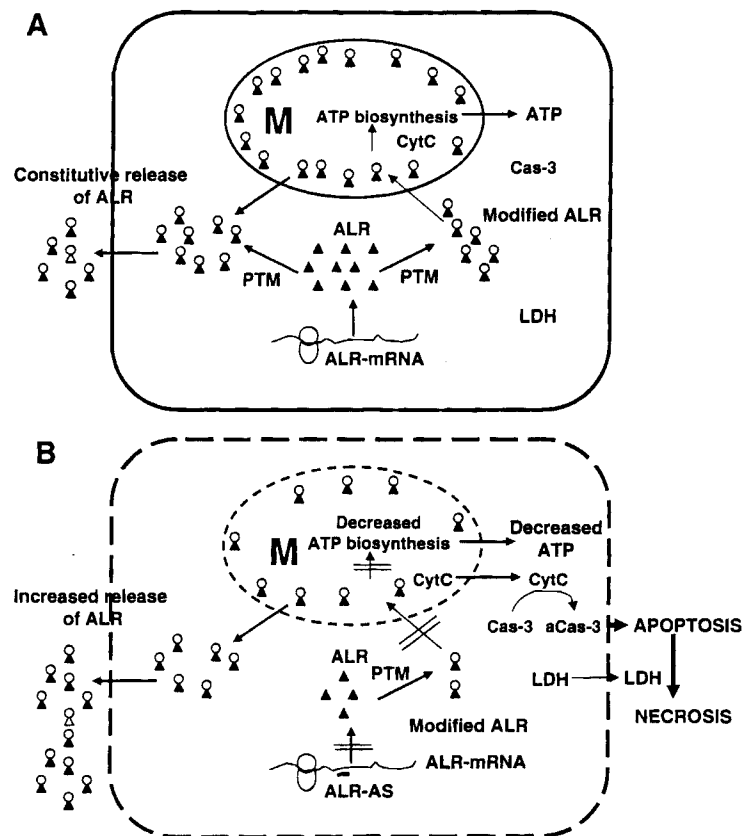 A
M
ATP biosynthesis
ATP
CytC
Cas-3
Constitutive release
of ALR
Modified ALR
ALR
PTM
PTM
LDH
ALR-mRNA
B
Decreased
ATP biosynthesis
M
Decreased
ATP
CytC
CytC
Increased release
of ALR
Cas-3
aCas-3
APOPTOSIS
ALR
PTM
LDH
LDH
Modified ALR
NECROSIS
ALR-mRNA
ALR-AS